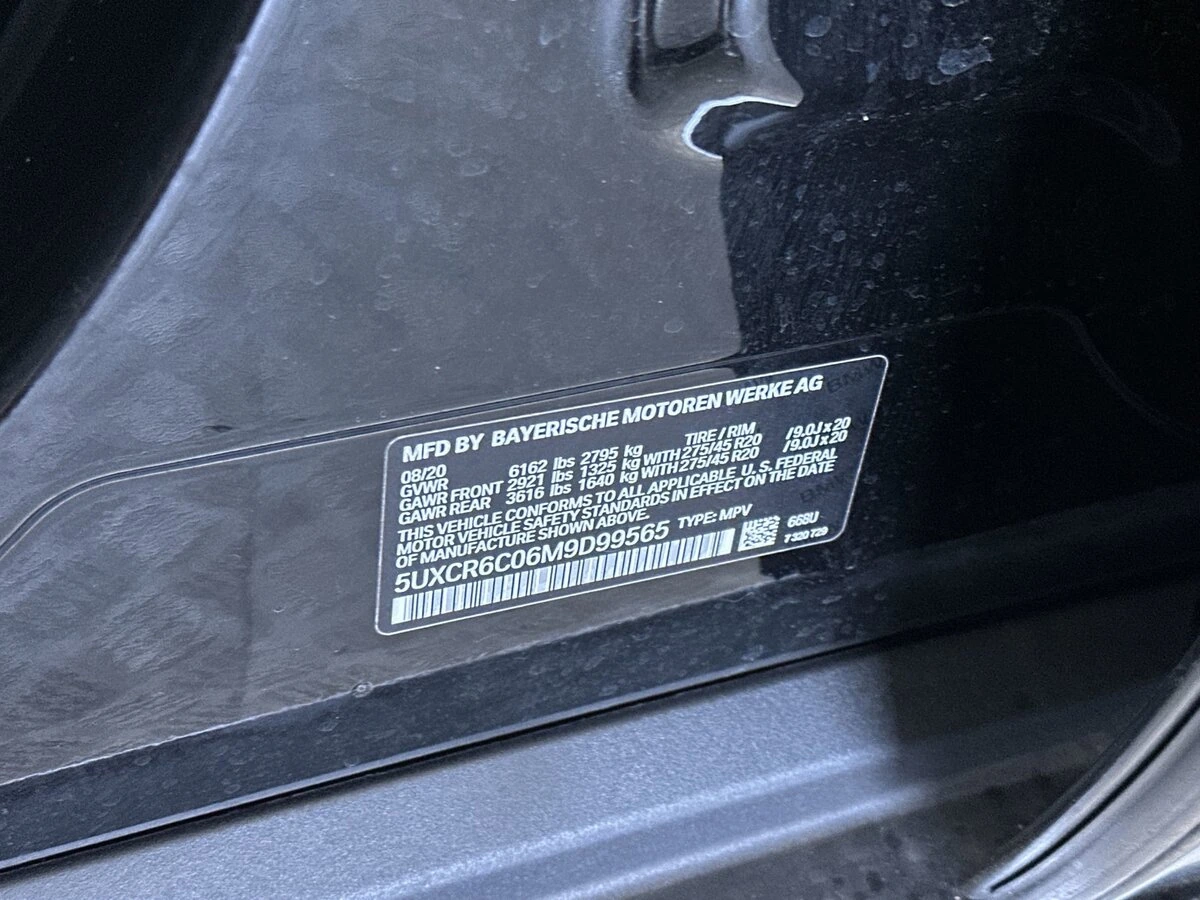 MFD BY BAYERISCHE MOTOREN WERKE AG
08/20 TIRE / RIM
GVWR 6162 lbs 2795 kg
GAWR FRONT 2921 lbs 1325 kg WITH 275/45 R20 /9.0J x 20
GAWR REAR 3616 lbs 1640 kg WITH 275/45 R20 /9.0J x 20
THIS VEHICLE CONFORMS TO ALL APPLICABLE U. S. FEDERAL
MOTOR VEHICLE SAFETY STANDARDS IN EFFECT ON THE DATE
OF MANUFACTURE SHOWN ABOVE.
5UXCR6C06M9D99565 TYPE: MPV
668U
7320729